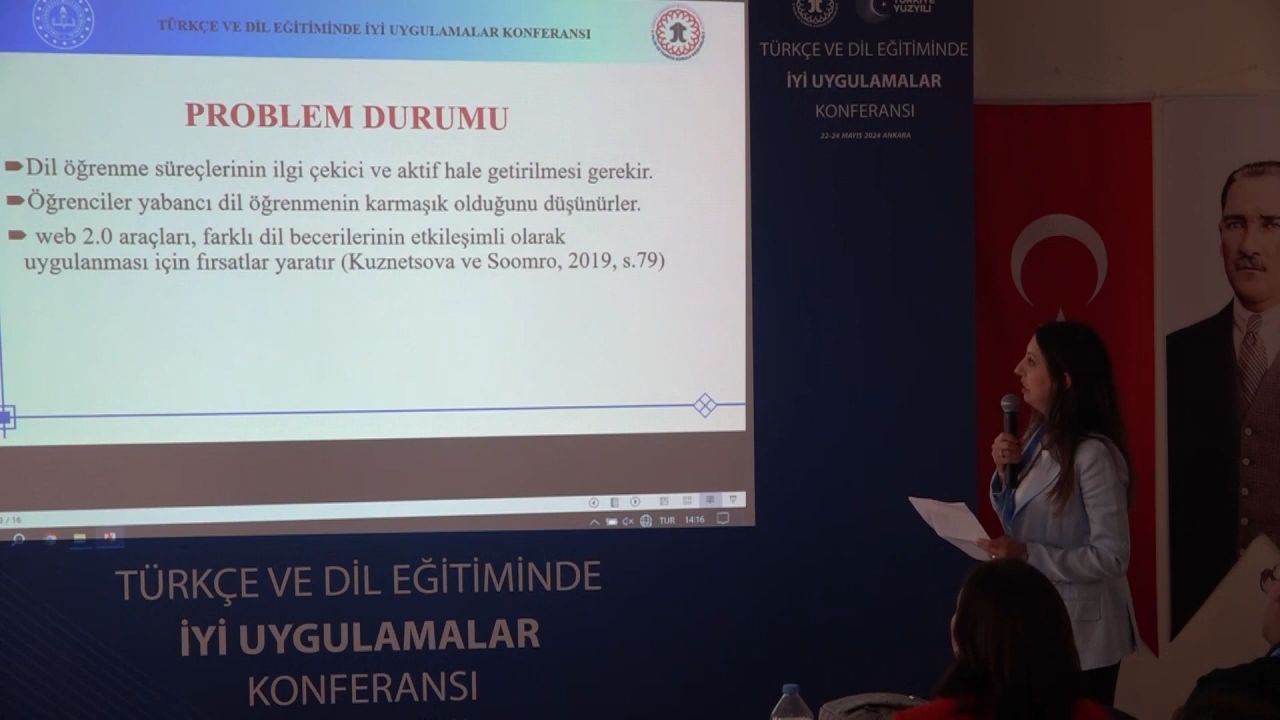 TÜRKÇE VE DİL EĞİTİMİNDE İYİ UYGULAMALAR KONFERANSI
PROBLEM DURUMU
Dil öğrenme süreçlerinin ilgi çekici ve aktif hale getirilmesi gerekir.
Öğrenciler yabancı dil öğrenmenin karmaşık olduğunu düşünürler.
web 2.0 araçları, farklı dil becerilerinin etkileşimli olarak
uygulanması için fırsatlar yaratır (Kuznetsova ve Soomro, 2019, s.79)
/ 16
TUR 14:16
TÜRKİYE
YÜZYILI
TÜRKÇE VE DİL EĞİTİMİNDE
İYİ UYGULAMALAR
KONFERANSI
22-24 MAYIS 2024 ANKARA
TÜRKÇE VE DİL EĞİTİMİNDE
İYİ UYGULAMALAR
KONFERANSI